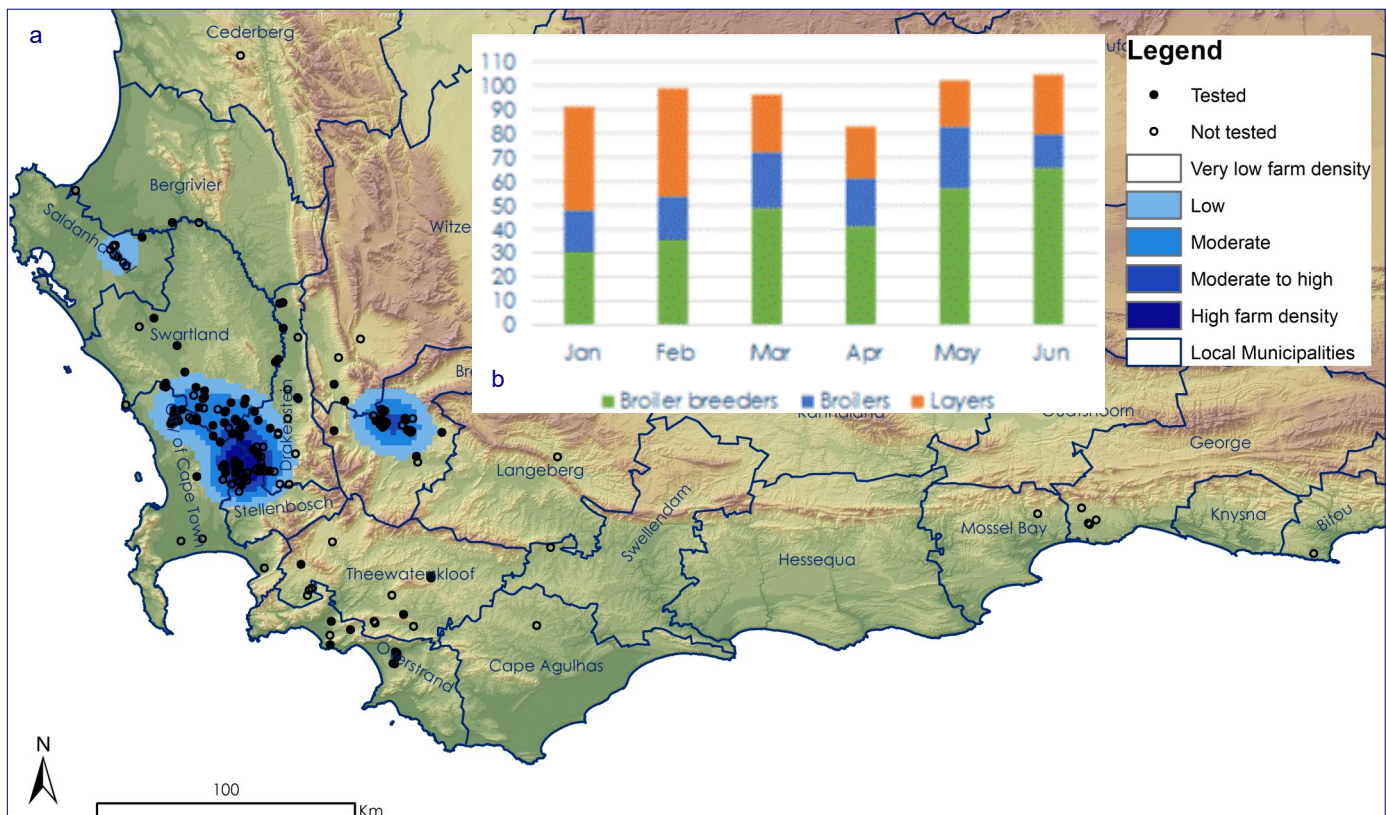 a
Cederberg
Bergrivier
Saldanha
Witze
Swartland
Drakenstein
City of Cape Town
Stellenbosch
Langeberg
Swellendam
Theewaterskloof
Overstrand
Cape Agulhas
Hessequa
Mossel Bay
George
Knysna
Bitou
Kannaland
Oudtshoorn
110
100
90
80
70
60
50
40
30
20
10
0
Jan Feb Mar Apr May Jun
b
Broiler breeders Broilers Layers
Legend
Tested
Not tested
Very low farm density
Low
Moderate
Moderate to high
High farm density
Local Municipalities
N
100
Km